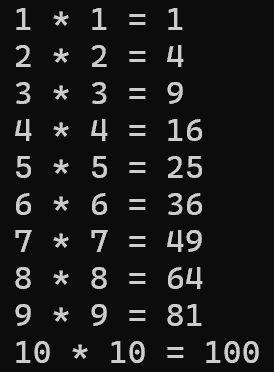 1 * 1 = 1
2 * 2 = 4
3 * 3 = 9
4 * 4 = 16
5 * 5 = 25
6 * 6 = 36
7 * 7 = 49
8 * 8 = 64
9 * 9 = 81
10 * 10 = 100